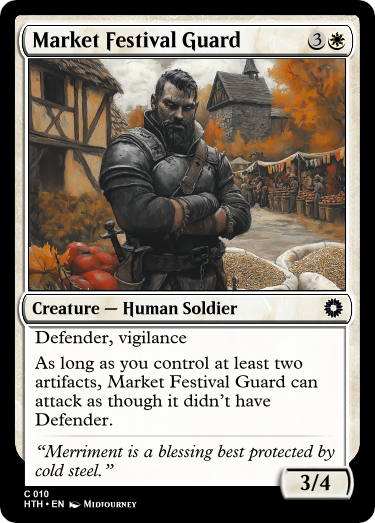 Market Festival Guard 3
Creature — Human Soldier
Defender, vigilance
As long as you control at least two
artifacts, Market Festival Guard can
attack as though it didn't have
Defender.
“Merriment is a blessing best protected by
cold steel.”
3/4
C 010
HTH • EN Midjourney